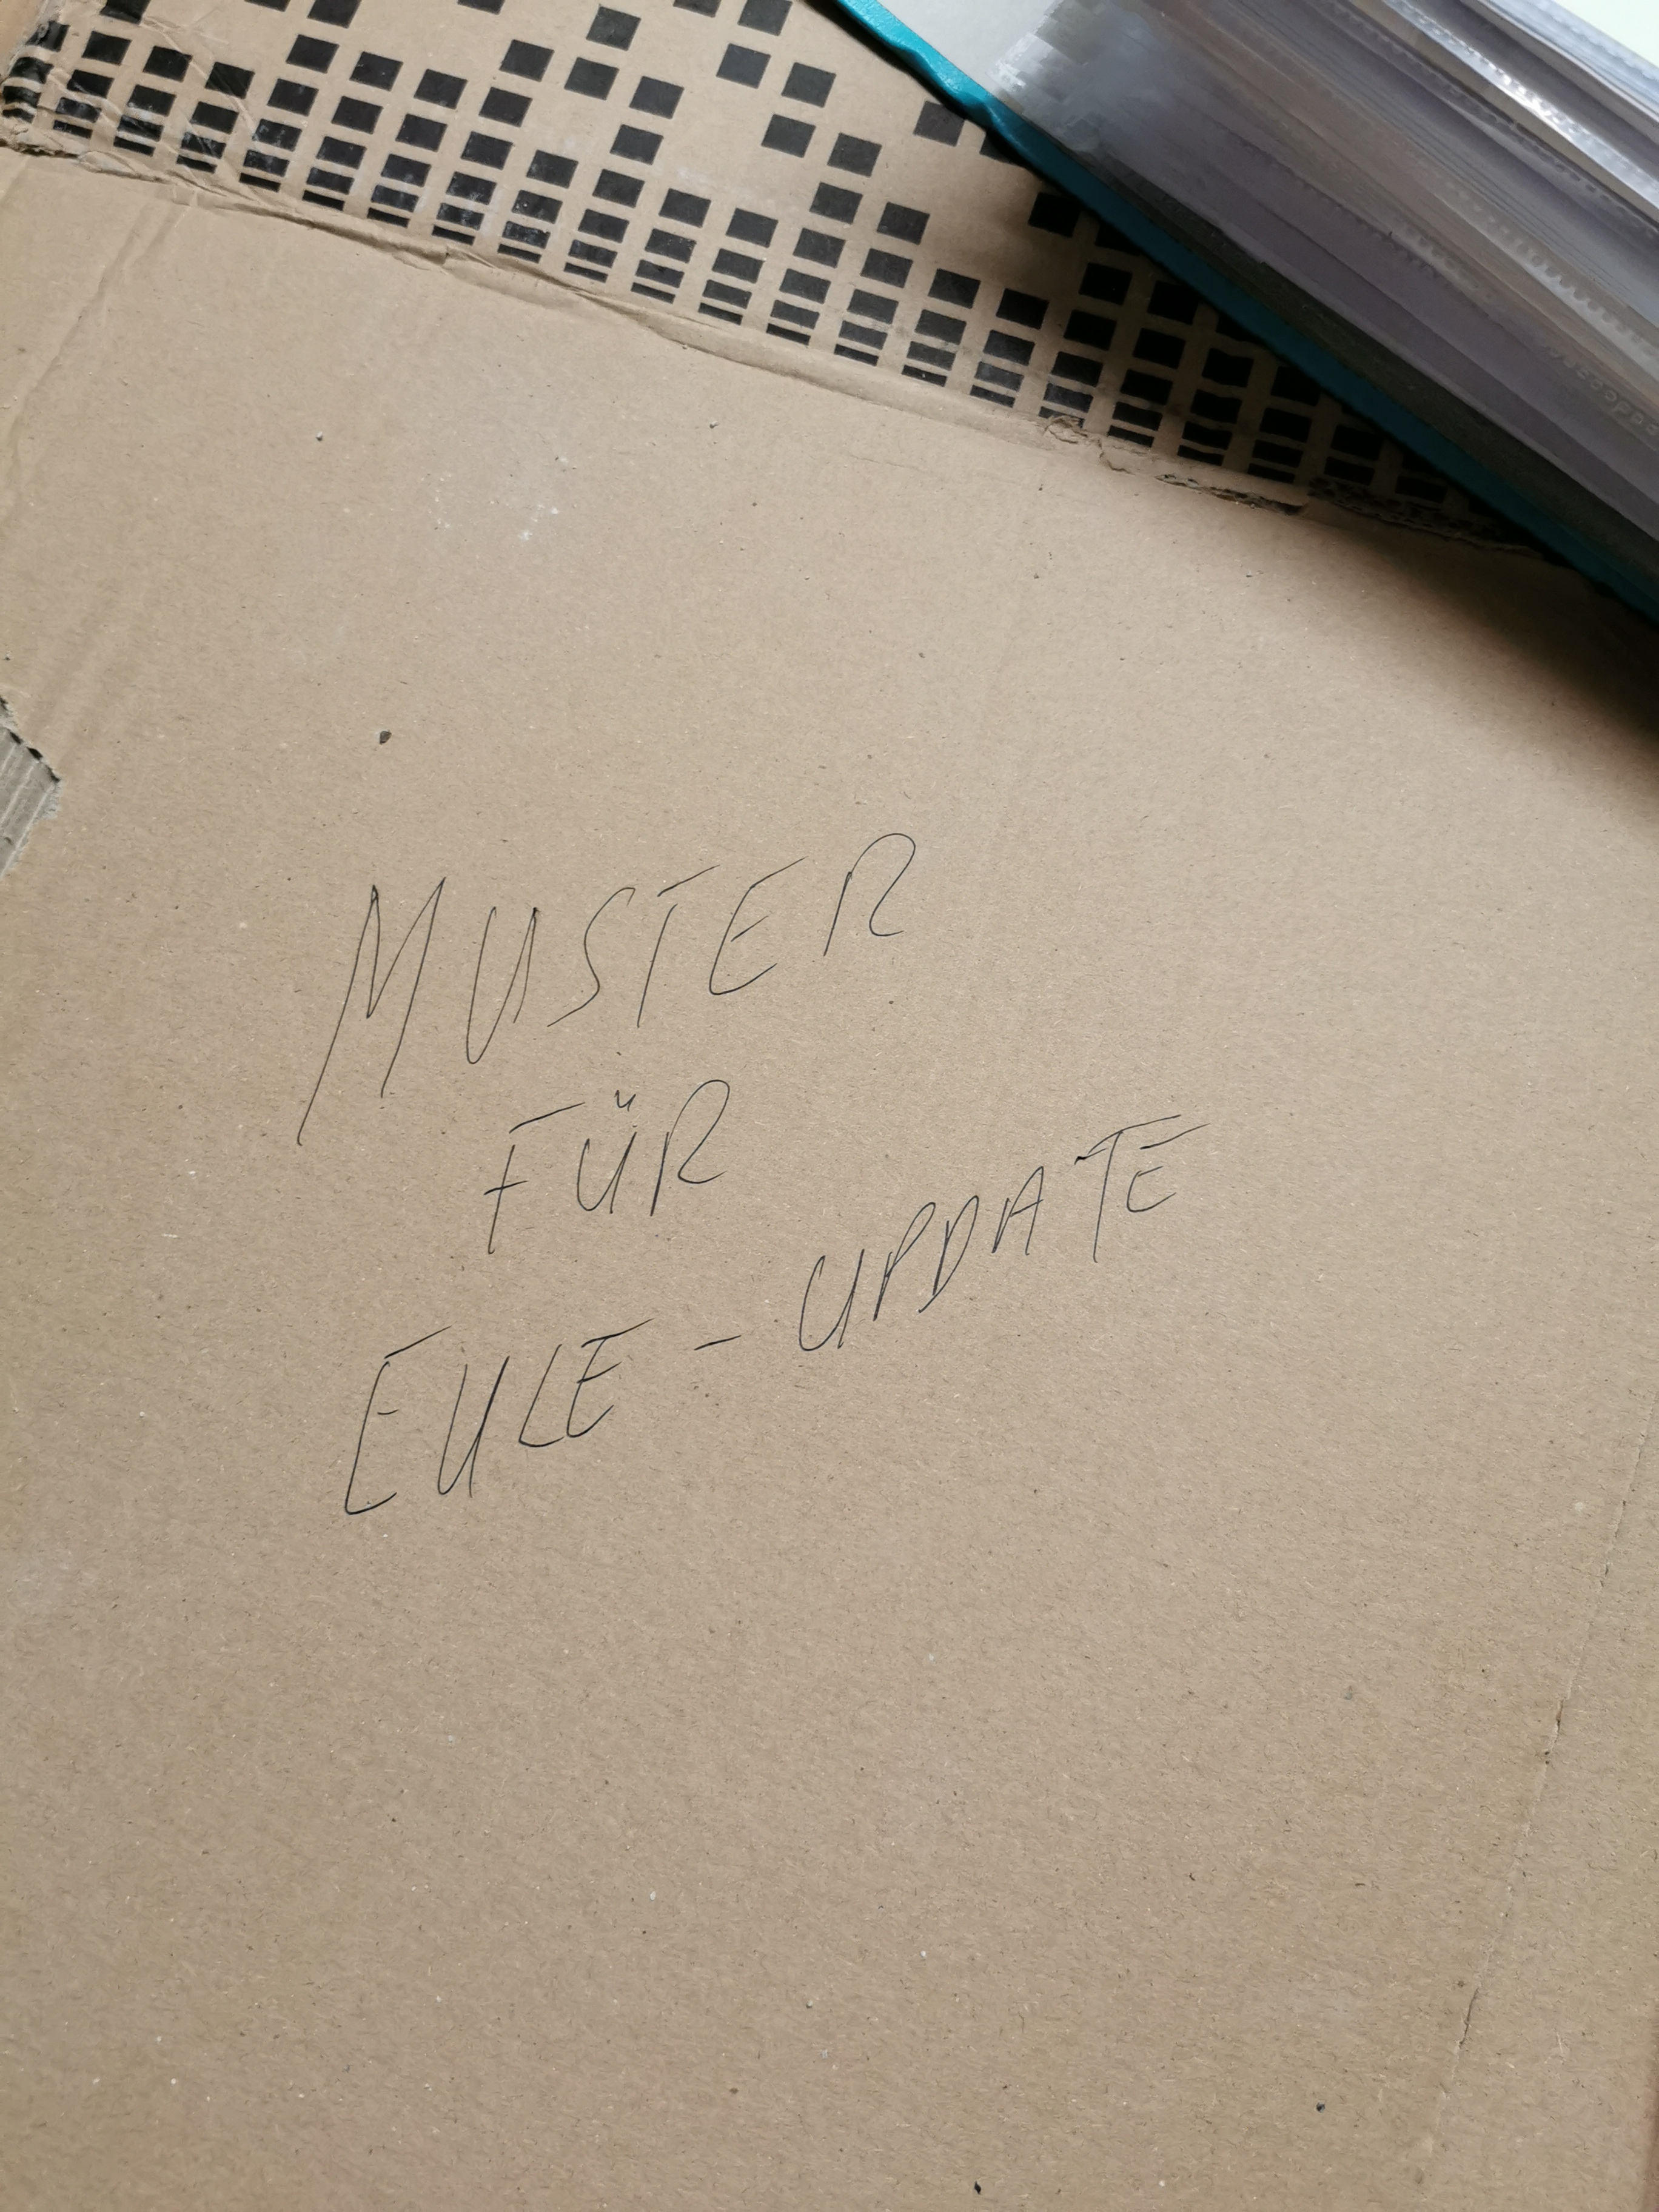 MUSTER
FÜR
EULE - UPDATE